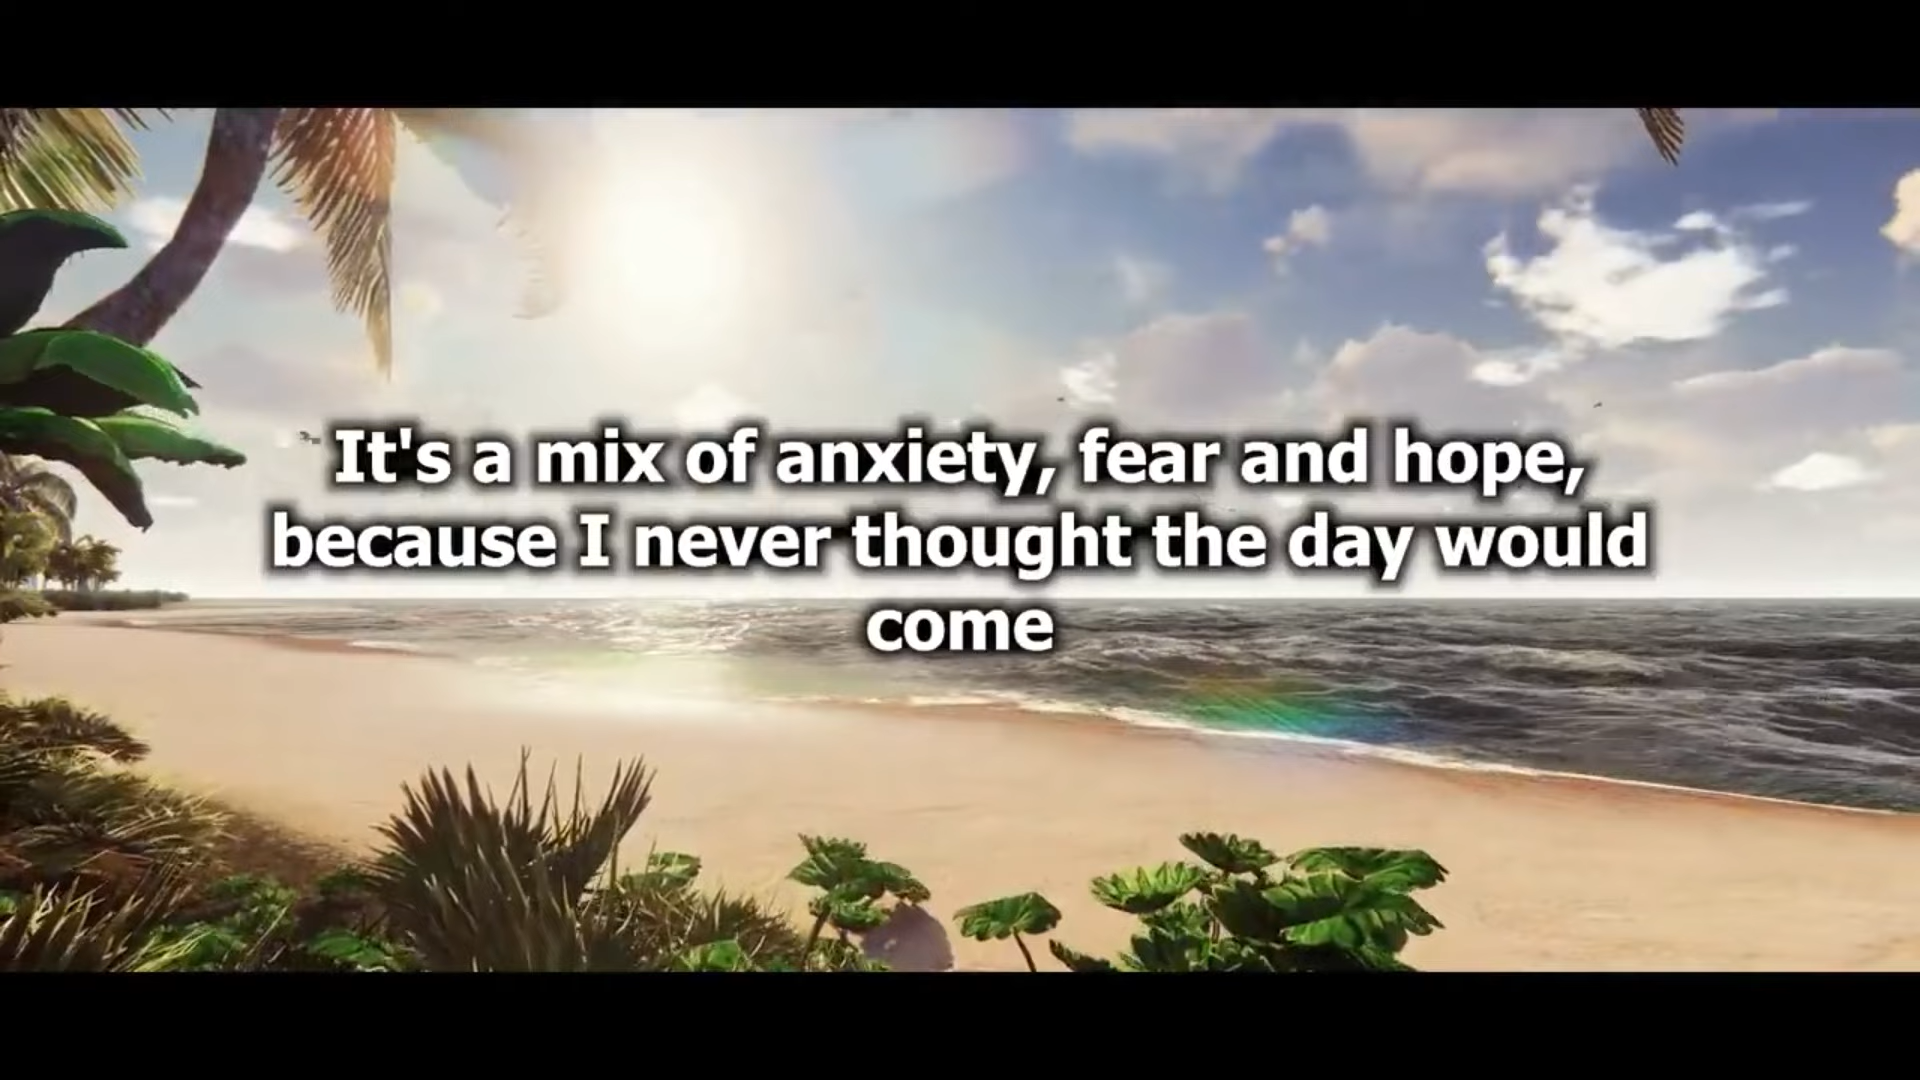 It's a mix of anxiety, fear and hope,
because I never thought the day would
come